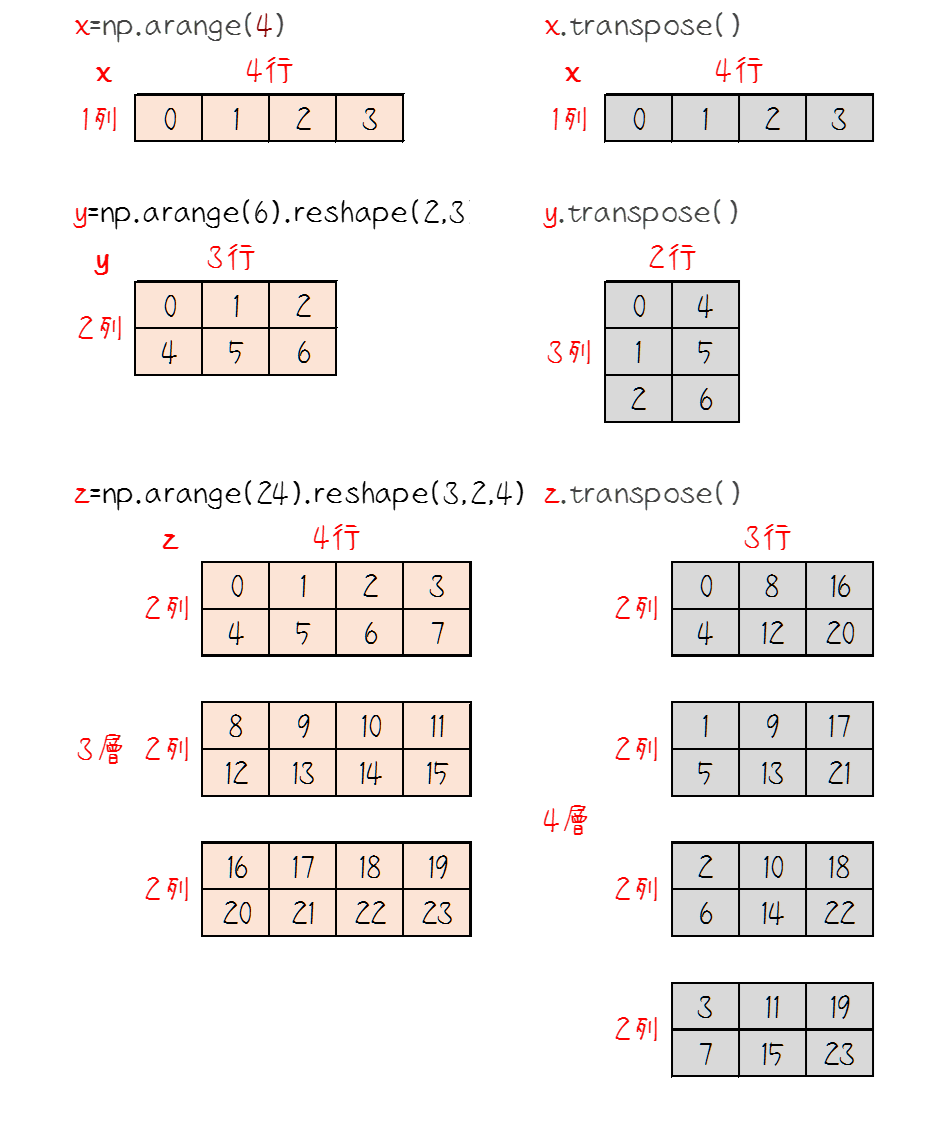 x=np.arange(4)
x 4行
1列 0 1 2 3
x.transpose()
x 4行
1列 0 1 2 3
y=np.arange(6).reshape(2,3)
y 3行
2列
0 1 2
4 5 6
y.transpose()
2行
3列
0 4
1 5
2 6
z=np.arange(24).reshape(3,2,4)
z 4行
3層
2列
0 1 2 3
4 5 6 7
2列
8 9 10 11
12 13 14 15
2列
16 17 18 19
20 21 22 23
z.transpose()
3行
4層
2列
0 8 16
4 12 20
2列
1 9 17
5 13 21
2列
2 10 18
6 14 22
2列
3 11 19
7 15 23